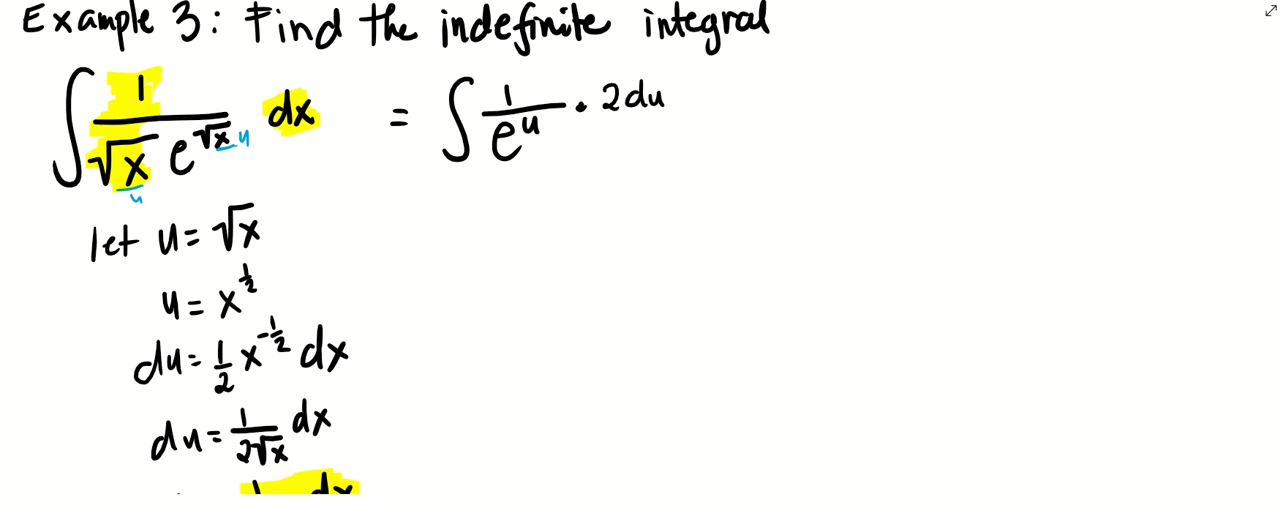 Example 3: Find the indefinite integral
∫ 1/(√x e^√x) dx = ∫ 1/e^u · 2du
u
u
let u = √x
u = x^1/2
du = 1/2 x^-1/2 dx
du = 1/(2√x) dx
dx